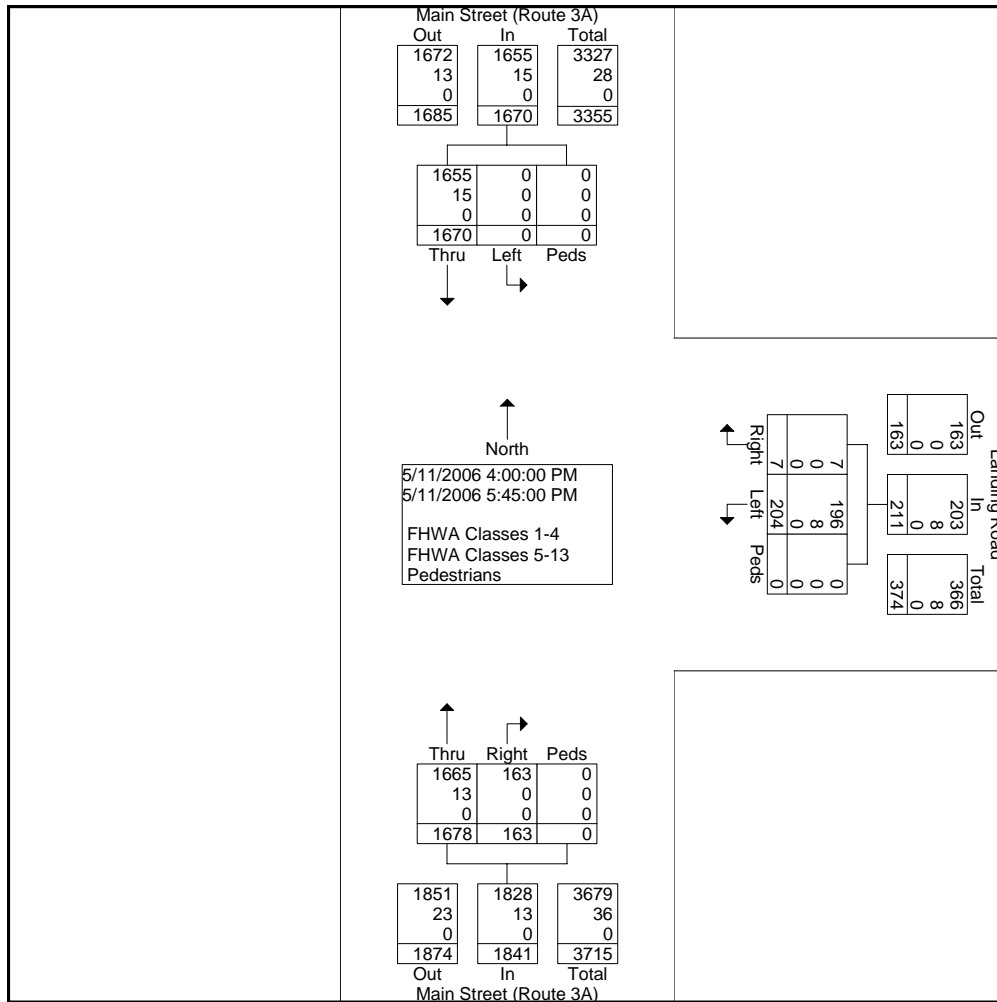 Main Street (Route 3A)
Out In Total
1672 1655 3327
13 15 28
0 0 0
1685 1670 3355
1655 0 0
15 0 0
0 0 0
1670 0 0
Thru Left Peds
North
5/11/2006 4:00:00 PM
5/11/2006 5:45:00 PM
FHWA Classes 1-4
FHWA Classes 5-13
Pedestrians
Landing Road
Out In Total
163 203 366
0 8 8
0 0 0
163 211 374
7 196 0
0 8 0
0 0 0
7 204 0
Right Left Peds
Thru Right Peds
1665 163 0
13 0 0
0 0 0
1678 163 0
1851 1828 3679
23 13 36
0 0 0
1874 1841 3715
Out In Total
Main Street (Route 3A)